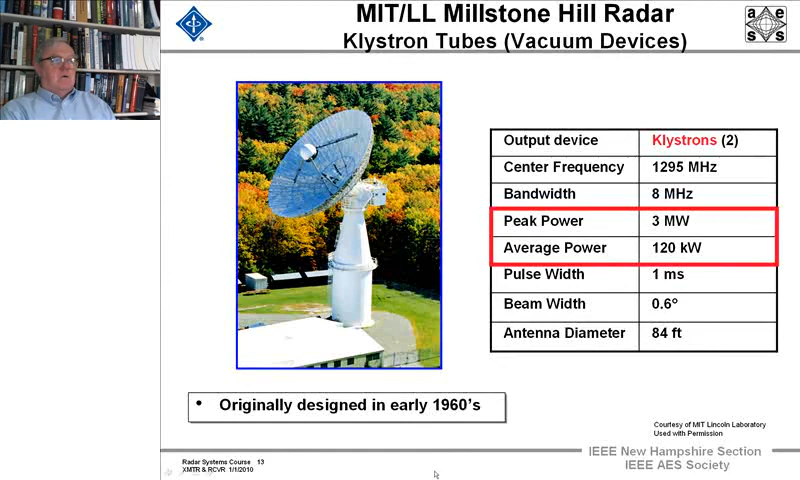 MIT/LL Millstone Hill Radar
Klystron Tubes (Vacuum Devices)
a e
s s
Output device Klystrons (2)
Center Frequency 1295 MHz
Bandwidth 8 MHz
Peak Power 3 MW
Average Power 120 kW
Pulse Width 1 ms
Beam Width 0.6°
Antenna Diameter 84 ft
• Originally designed in early 1960's
Courtesy of MIT Lincoln Laboratory
Used with Permission
Radar Systems Course 13
XMTR & RCVR 1/1/2010
IEEE New Hampshire Section
IEEE AES Society